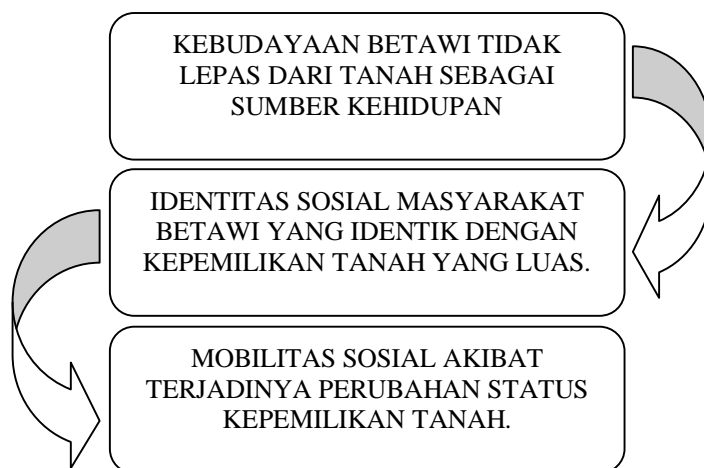 KEBUDAYAAN BETAWI TIDAK
LEPAS DARI TANAH SEBAGAI
SUMBER KEHIDUPAN
IDENTITAS SOSIAL MASYARAKAT
BETAWI YANG IDENTIK DENGAN
KEPEMILIKAN TANAH YANG LUAS.
MOBILITAS SOSIAL AKIBAT
TERJADINYA PERUBAHAN STATUS
KEPEMILIKAN TANAH.